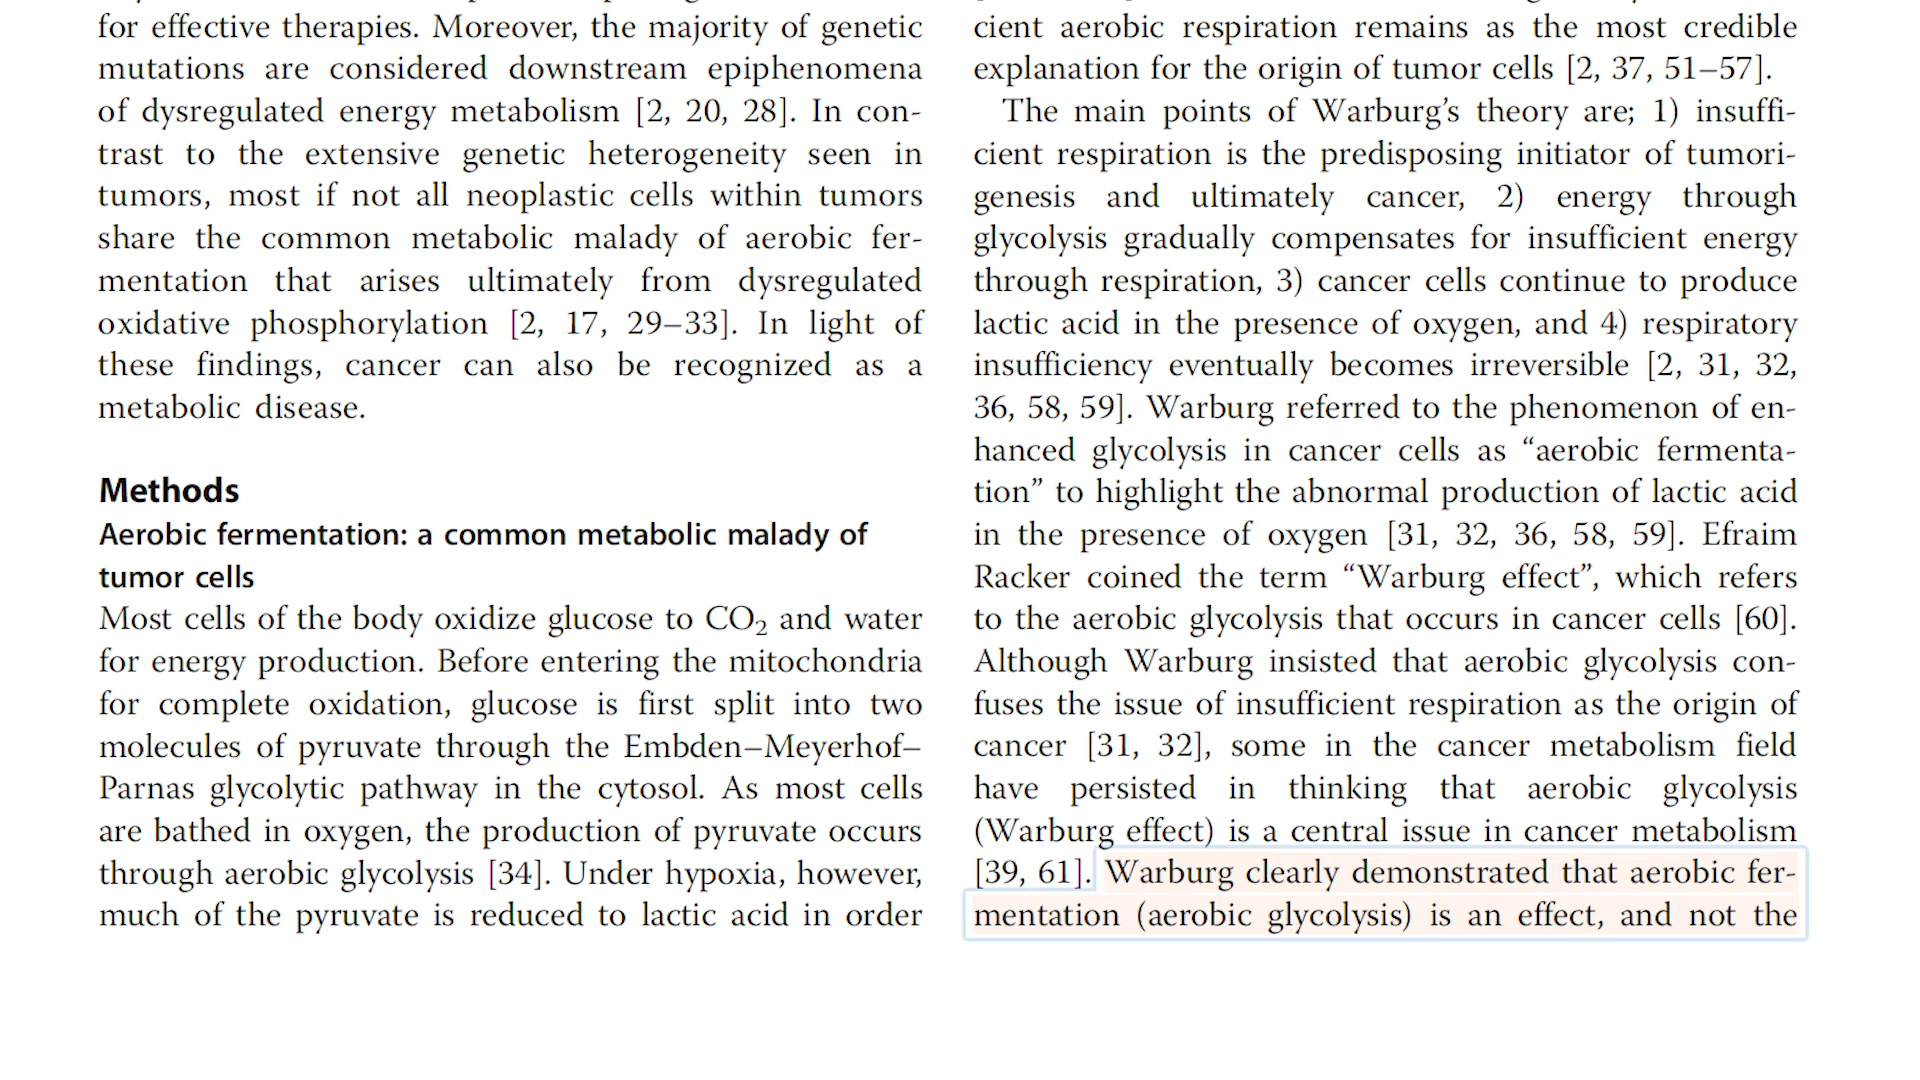 for effective therapies. Moreover, the majority of genetic
mutations are considered downstream epiphenomena
of dysregulated energy metabolism [2, 20, 28]. In con-
trast to the extensive genetic heterogeneity seen in
tumors, most if not all neoplastic cells within tumors
share the common metabolic malady of aerobic fer-
mentation that arises ultimately from dysregulated
oxidative phosphorylation [2, 17, 29–33]. In light of
these findings, cancer can also be recognized as a
metabolic disease.
Methods
Aerobic fermentation: a common metabolic malady of
tumor cells
Most cells of the body oxidize glucose to CO₂ and water
for energy production. Before entering the mitochondria
for complete oxidation, glucose is first split into two
molecules of pyruvate through the Embden–Meyerhof–
Parnas glycolytic pathway in the cytosol. As most cells
are bathed in oxygen, the production of pyruvate occurs
through aerobic glycolysis [34]. Under hypoxia, however,
much of the pyruvate is reduced to lactic acid in order
cient aerobic respiration remains as the most credible
explanation for the origin of tumor cells [2, 37, 51–57].
The main points of Warburg's theory are; 1) insuffi-
cient respiration is the predisposing initiator of tumori-
genesis and ultimately cancer, 2) energy through
glycolysis gradually compensates for insufficient energy
through respiration, 3) cancer cells continue to produce
lactic acid in the presence of oxygen, and 4) respiratory
insufficiency eventually becomes irreversible [2, 31, 32,
36, 58, 59]. Warburg referred to the phenomenon of en-
hanced glycolysis in cancer cells as “aerobic fermenta-
tion” to highlight the abnormal production of lactic acid
in the presence of oxygen [31, 32, 36, 58, 59]. Efraim
Racker coined the term “Warburg effect”, which refers
to the aerobic glycolysis that occurs in cancer cells [60].
Although Warburg insisted that aerobic glycolysis con-
fuses the issue of insufficient respiration as the origin of
cancer [31, 32], some in the cancer metabolism field
have persisted in thinking that aerobic glycolysis
(Warburg effect) is a central issue in cancer metabolism
[39, 61]. Warburg clearly demonstrated that aerobic fer-
mentation (aerobic glycolysis) is an effect, and not the